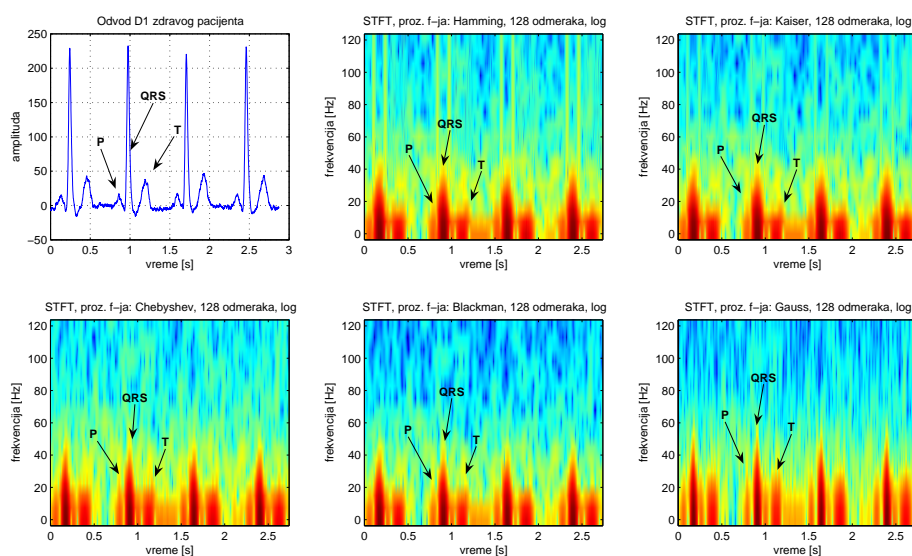 Odvod D1 zdravog pacijenta
amplituda
250
200
150
100
50
0
−50
P
QRS
T
0 0.5 1 1.5 2 2.5 3
vreme [s]
STFT, proz. f−ja: Hamming, 128 odmeraka, log
frekvencija [Hz]
120
100
80
60
40
20
0
QRS
P
T
0 0.5 1 1.5 2 2.5
vreme [s]
STFT, proz. f−ja: Kaiser, 128 odmeraka, log
frekvencija [Hz]
120
100
80
60
40
20
0
QRS
P
T
0 0.5 1 1.5 2 2.5
vreme [s]
STFT, proz. f−ja: Chebyshev, 128 odmeraka, log
frekvencija [Hz]
120
100
80
60
40
20
0
QRS
P
T
0 0.5 1 1.5 2 2.5
vreme [s]
STFT, proz. f−ja: Blackman, 128 odmeraka, log
frekvencija [Hz]
120
100
80
60
40
20
0
QRS
P
T
0 0.5 1 1.5 2 2.5
vreme [s]
STFT, proz. f−ja: Gauss, 128 odmeraka, log
frekvencija [Hz]
120
100
80
60
40
20
0
QRS
P
T
0 0.5 1 1.5 2 2.5
vreme [s]